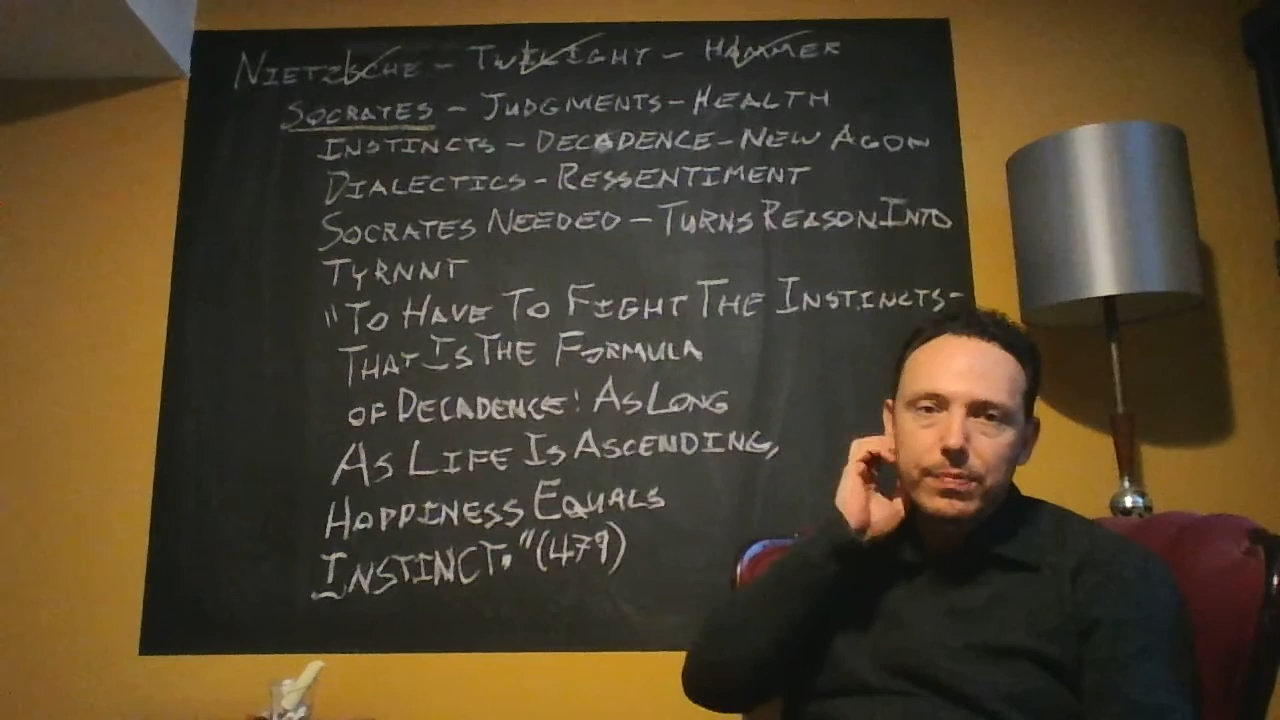 NIETZSCHE - TWILIGHT - HAMMER
SOCRATES - JUDGMENTS - HEALTH
INSTINCTS - DECADENCE - NEW AGON
DIALECTICS - RESSENTIMENT
SOCRATES NEEDED - TURNS REASON INTO
TYRNNT
"TO HAVE TO FIGHT THE INSTINCTS-
THAT IS THE FORMULA
OF DECADENCE: AS LONG
AS LIFE IS ASCENDING,
HAPPINESS EQUALS
INSTINCT." (479)